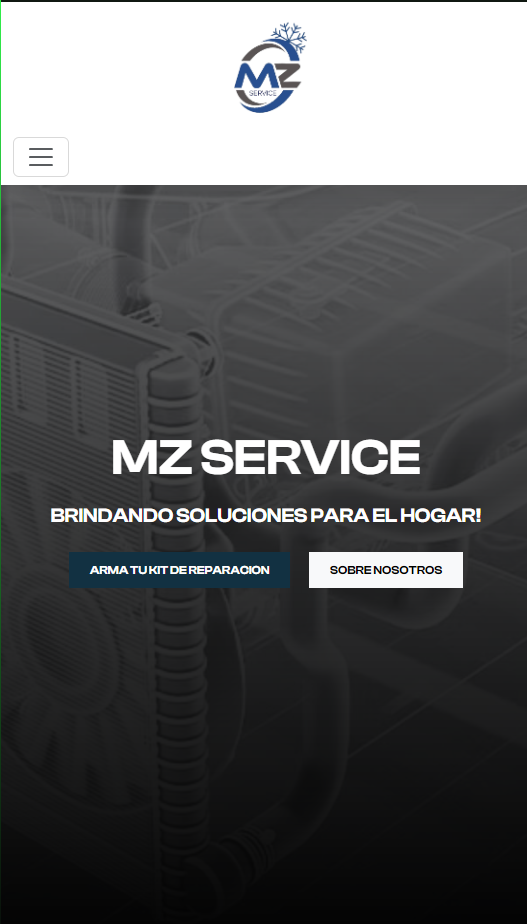 MZ
SERVICE
MZ SERVICE
BRINDANDO SOLUCIONES PARA EL HOGAR!
ARMA TU KIT DE REPARACION
SOBRE NOSOTROS